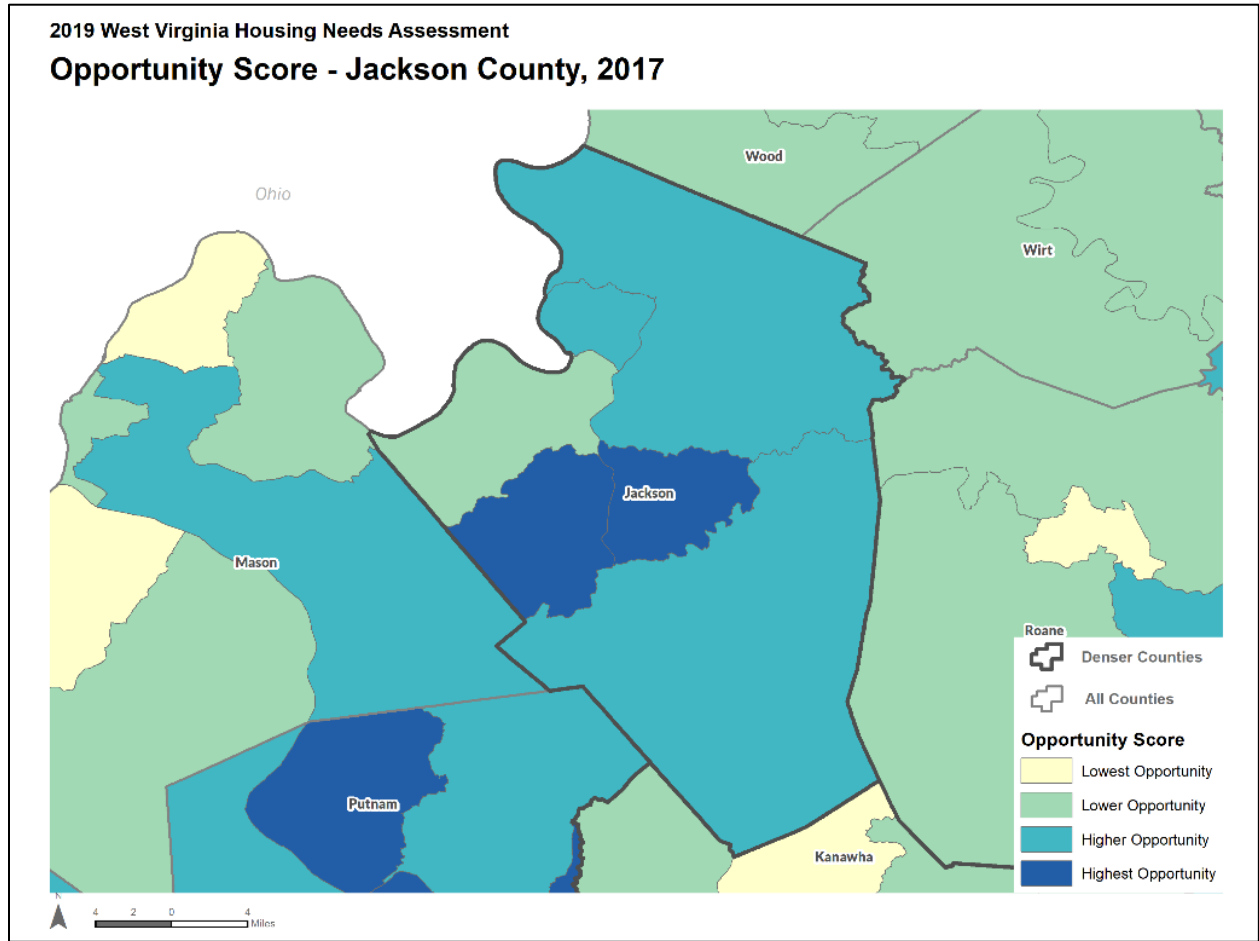 2019 West Virginia Housing Needs Assessment
Opportunity Score - Jackson County, 2017
Wood
Ohio
Wirt
Jackson
Mason
Roane
Putnam
Kanawha
Denser Counties
All Counties
Opportunity Score
Lowest Opportunity
Lower Opportunity
Higher Opportunity
Highest Opportunity
N
4 2 0 4
Miles